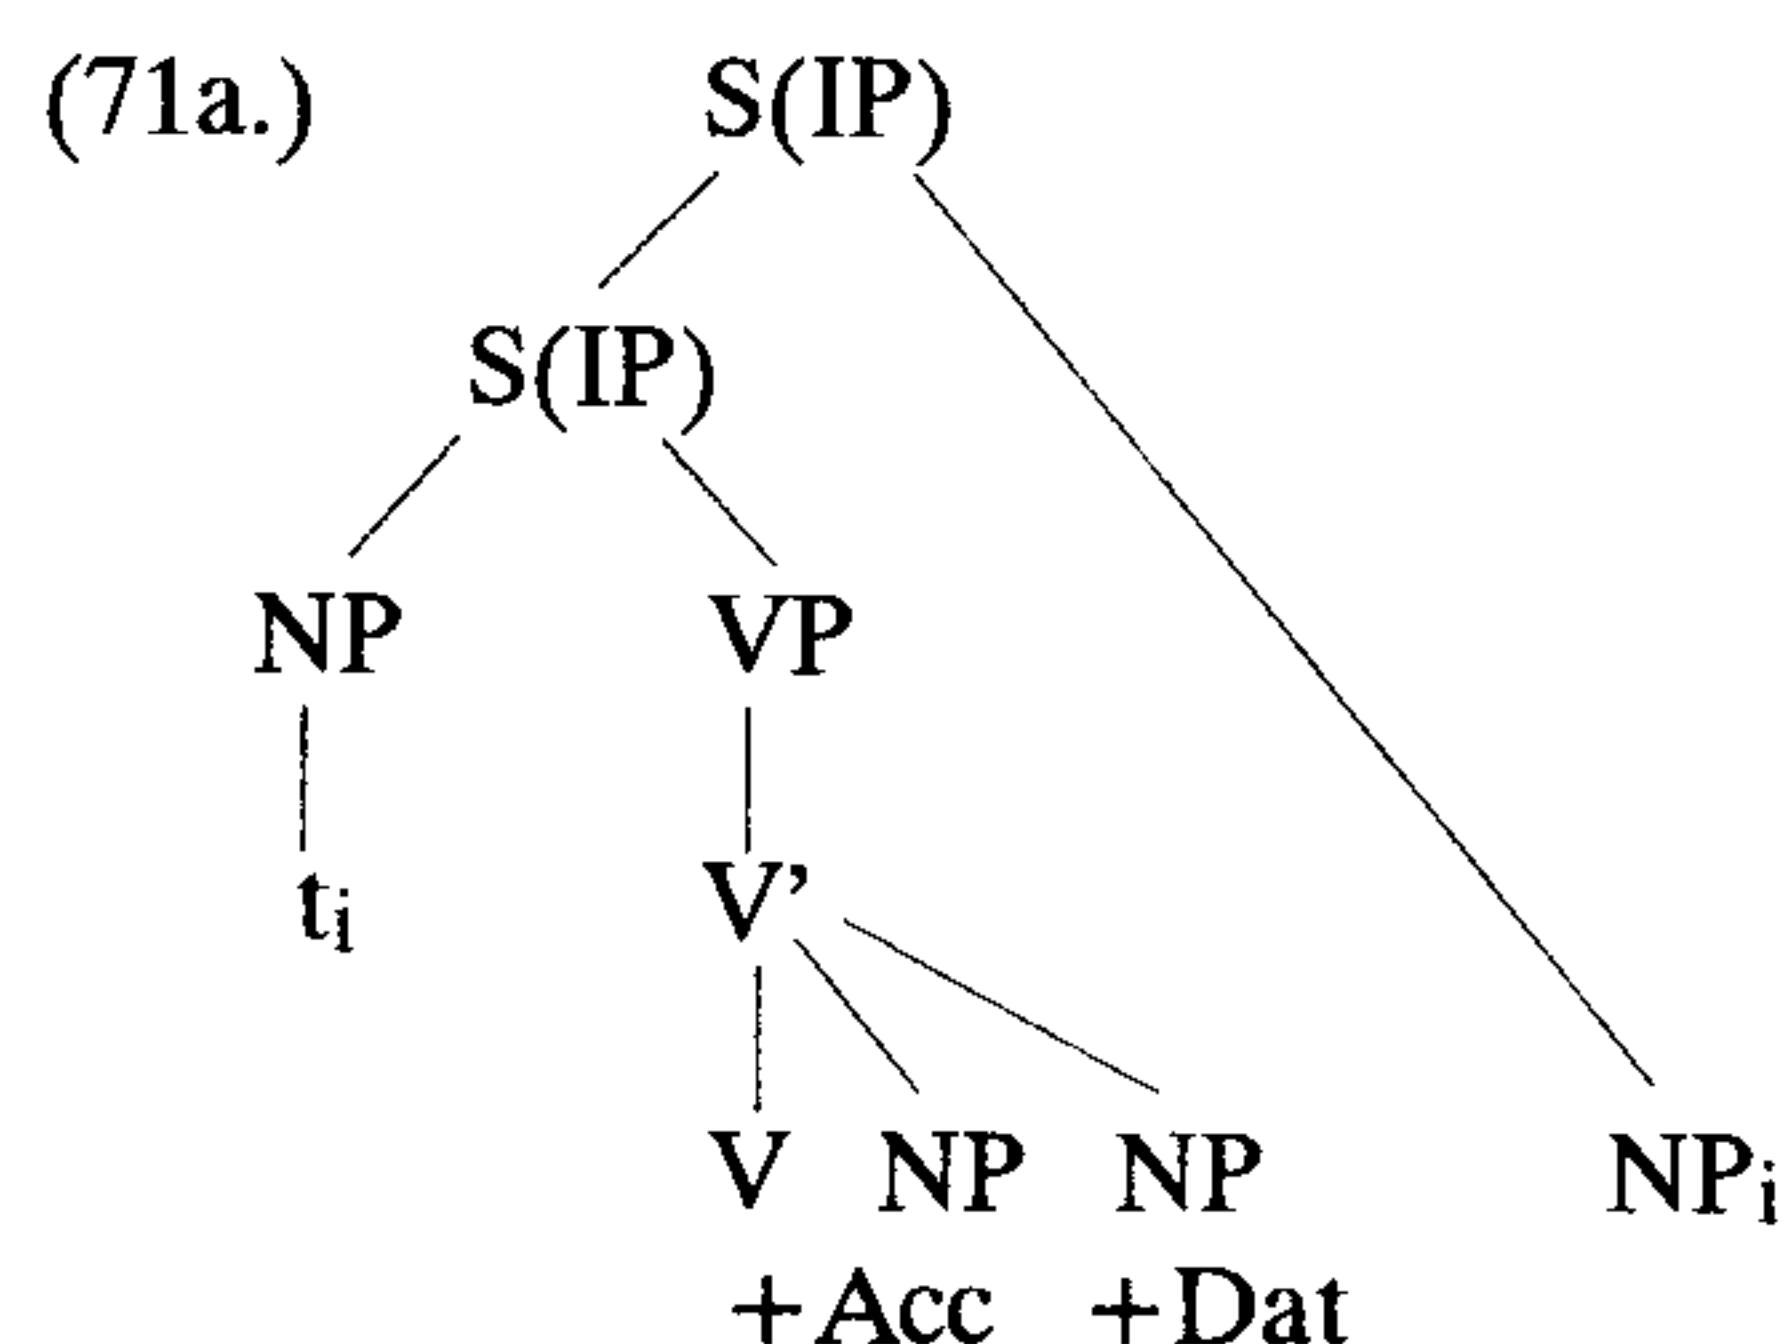 (71a.) S(IP)
S(IP)
NP VP
tᵢ V’
V NP NP NPᵢ
+Acc +Dat